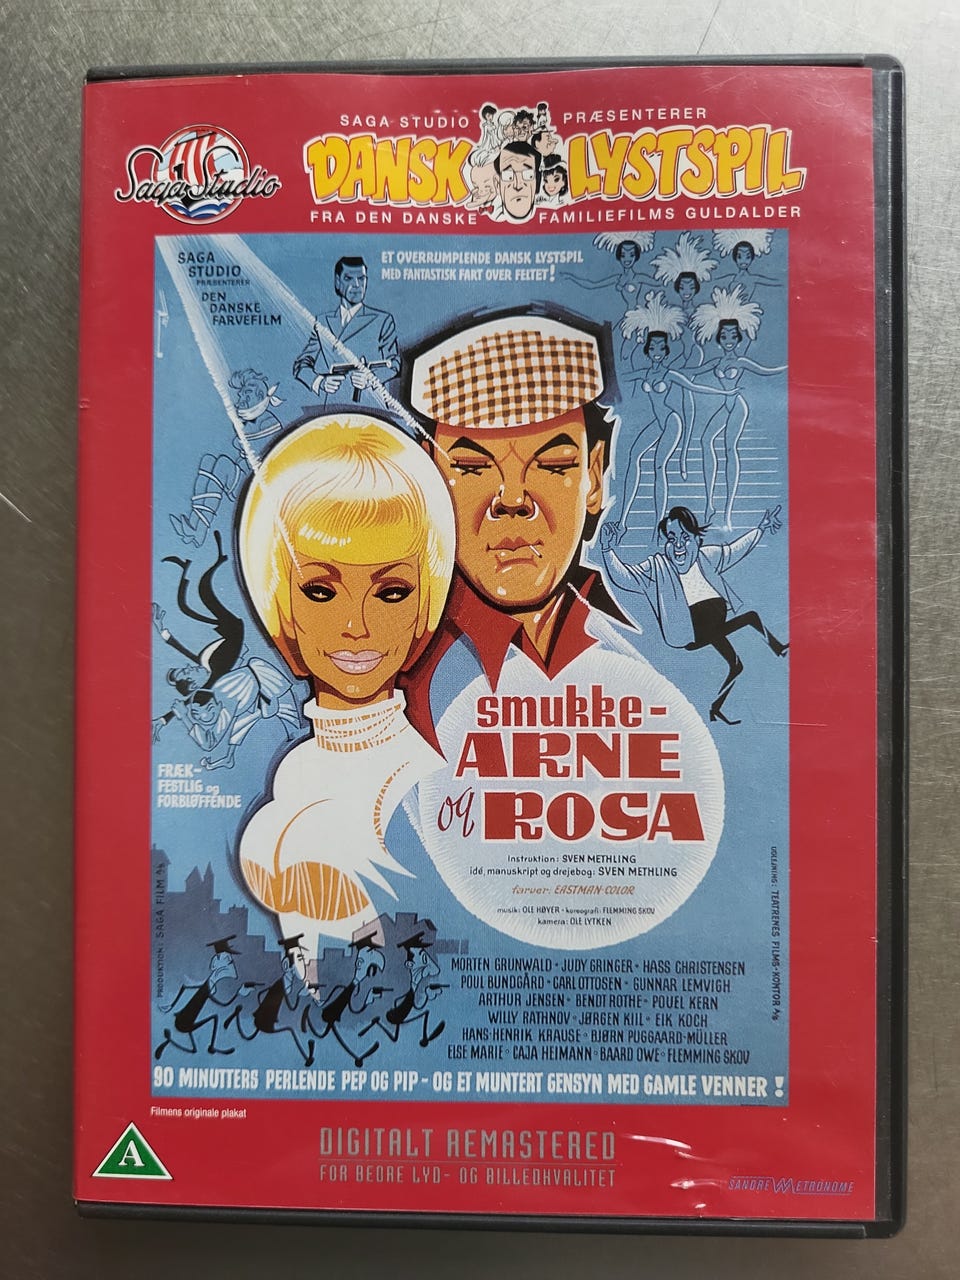 SAGA STUDIO PRÆSENTERER
Saga Studio
DANSK LYSTSPIL
FRA DEN DANSKE FAMILIEFILMS GULDALDER
SAGA
STUDIO
PRÆSENTERER
DEN
DANSKE
FARVEFILM
ET OVERRUMPLENDE DANSK LYSTSPIL
MED FANTASTISK FART OVER FELTET!
smukke-
ARNE
og ROSA
FRÆK-
FESTLIG og
FORBLØFFENDE
instruktion: SVEN METHLING
idé, manuskript og drejebog: SVEN METHLING
farver: EASTMAN-COLOR
musik: OLE HØYER - koreografi: FLEMMING SKOV
kamera: OLE LYTKEN
PRODUKTION: SAGA FILM A/S
UDLEJNING: TEATRENES FILMS-KONTOR A/S
MORTEN GRUNWALD • JUDY GRINGER • HASS CHRISTENSEN
POUL BUNDGÅRD • CARL OTTOSEN • GUNNAR LEMVIGH
ARTHUR JENSEN • BENDT ROTHE • POUEL KERN
WILLY RATHNOV • JØRGEN KIIL • EIK KOCH
HANS-HENRIK KRAUSE • BJØRN PUGGAARD-MÜLLER
ELSE MARIE • CAJA HEIMANN • BAARD OWE • FLEMMING SKOV
90 MINUTTERS PERLENDE PEP OG PIP - OG ET MUNTERT GENSYN MED GAMLE VENNER!
Filmens originale plakat
A
DIGITALT REMASTERED
FOR BEDRE LYD- OG BILLEDKVALITET
SANDREW METRONOME